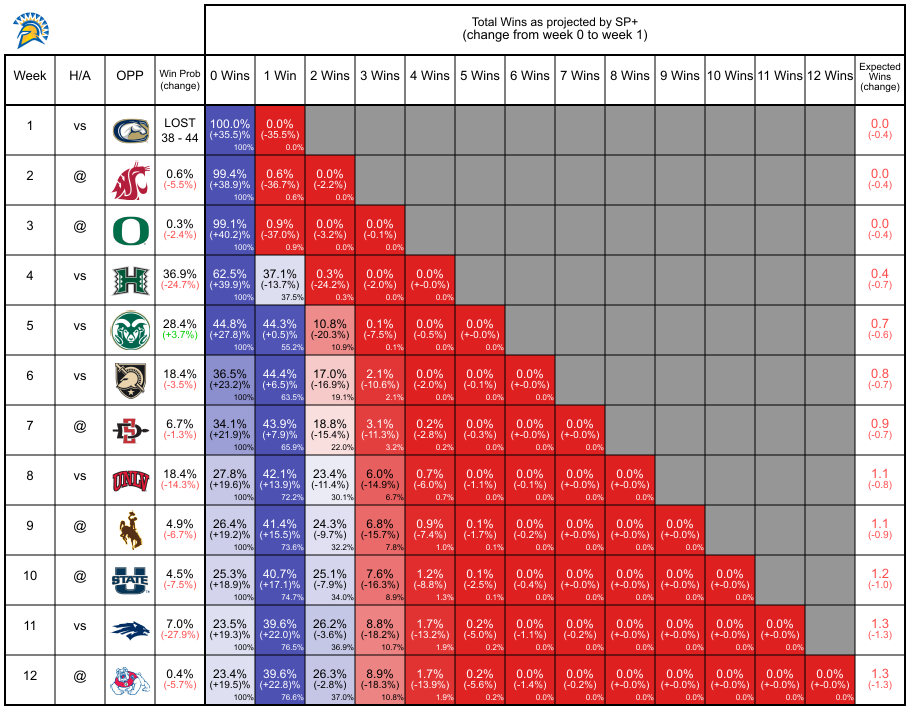 Total Wins as projected by SP+
(change from week 0 to week 1)
Week H/A OPP Win Prob (change) 0 Wins 1 Win 2 Wins 3 Wins 4 Wins 5 Wins 6 Wins 7 Wins 8 Wins 9 Wins 10 Wins 11 Wins 12 Wins Expected Wins (change)
1 vs C LOST 100.0% 0.0% 0.0
38 - 44 (+35.5)% (-35.5%) (-0.4)
100% 0.0%
2 @ 0.6% 99.4% 0.6% 0.0% 0.0
(-5.5%) (+38.9)% (-36.7%) (-2.2%) (-0.4)
100% 0.6% 0.0%
3 @ O 0.3% 99.1% 0.9% 0.0% 0.0% 0.0
(-2.4%) (+40.2)% (-37.0%) (-3.2%) (-0.1%) (-0.4)
100% 0.9% 0.0% 0.0%
4 vs H 36.9% 62.5% 37.1% 0.3% 0.0% 0.0% 0.4
(-24.7%) (+39.9)% (-13.7%) (-24.2%) (-2.0%) (+-0.0%) (-0.7)
100% 37.5% 0.3% 0.0% 0.0%
5 vs 28.4% 44.8% 44.3% 10.8% 0.1% 0.0% 0.0% 0.7
(+3.7%) (+27.8)% (+0.5)% (-20.3%) (-7.5%) (-0.5%) (+-0.0%) (-0.6)
100% 55.2% 10.9% 0.1% 0.0% 0.0%
6 vs 18.4% 36.5% 44.4% 17.0% 2.1% 0.0% 0.0% 0.0% 0.8
(-3.5%) (+23.2)% (+6.5)% (-16.9%) (-10.6%) (-2.0%) (-0.1%) (+-0.0%) (-0.7)
100% 63.5% 19.1% 2.1% 0.0% 0.0% 0.0%
7 @ SD 6.7% 34.1% 43.9% 18.8% 3.1% 0.2% 0.0% 0.0% 0.0% 0.9
(-1.3%) (+21.9)% (+7.9)% (-15.4%) (-11.3%) (-2.8%) (-0.3%) (+-0.0%) (+-0.0%) (-0.7)
100% 65.9% 22.0% 3.2% 0.2% 0.0% 0.0% 0.0%
8 vs UNLV 18.4% 27.8% 42.1% 23.4% 6.0% 0.7% 0.0% 0.0% 0.0% 0.0% 1.1
(-14.3%) (+19.6)% (+13.9)% (-11.4%) (-14.9%) (-6.0%) (-1.1%) (-0.1%) (+-0.0%) (+-0.0%) (-0.8)
100% 72.2% 30.1% 6.7% 0.7% 0.0% 0.0% 0.0% 0.0%
9 @ 4.9% 26.4% 41.4% 24.3% 6.8% 0.9% 0.1% 0.0% 0.0% 0.0% 0.0% 1.1
(-6.7%) (+19.2)% (+15.5)% (-9.7%) (-15.7%) (-7.4%) (-1.7%) (-0.2%) (+-0.0%) (+-0.0%) (+-0.0%) (-0.9)
100% 73.6% 32.2% 7.8% 1.0% 0.1% 0.0% 0.0% 0.0% 0.0%
10 @ U STATE 4.5% 25.3% 40.7% 25.1% 7.6% 1.2% 0.1% 0.0% 0.0% 0.0% 0.0% 0.0% 1.2
(-7.5%) (+18.9)% (+17.1)% (-7.9%) (-16.3%) (-8.8%) (-2.5%) (-0.4%) (+-0.0%) (+-0.0%) (+-0.0%) (+-0.0%) (-1.0)
100% 74.7% 34.0% 8.9% 1.3% 0.1% 0.0% 0.0% 0.0% 0.0% 0.0%
11 vs 7.0% 23.5% 39.6% 26.2% 8.8% 1.7% 0.2% 0.0% 0.0% 0.0% 0.0% 0.0% 0.0% 1.3
(-27.9%) (+19.3)% (+22.0)% (-3.6%) (-18.2%) (-13.2%) (-5.0%) (-1.1%) (-0.2%) (+-0.0%) (+-0.0%) (+-0.0%) (+-0.0%) (-1.3)
100% 76.5% 36.9% 10.7% 1.9% 0.2% 0.0% 0.0% 0.0% 0.0% 0.0% 0.0%
12 @ 0.4% 23.4% 39.6% 26.3% 8.9% 1.7% 0.2% 0.0% 0.0% 0.0% 0.0% 0.0% 0.0% 0.0% 1.3
(-5.7%) (+19.5)% (+22.8)% (-2.8%) (-18.3%) (-13.9%) (-5.6%) (-1.4%) (-0.2%) (+-0.0%) (+-0.0%) (+-0.0%) (+-0.0%) (+-0.0%) (-1.3)
100% 76.6% 37.0% 10.8% 1.9% 0.2% 0.0% 0.0% 0.0% 0.0% 0.0% 0.0% 0.0%